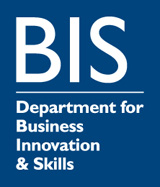 BIS
Department for
Business
Innovation
& Skills